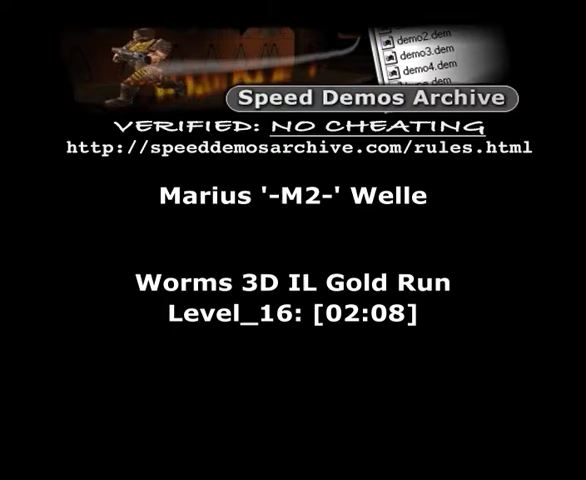 demo2.dem
demo3.dem
demo4.dem
Speed Demos Archive
VERIFIED: NO CHEATING
http://speeddemosarchive.com/rules.html
Marius '-M2-' Welle
Worms 3D IL Gold Run
Level_16: [02:08]